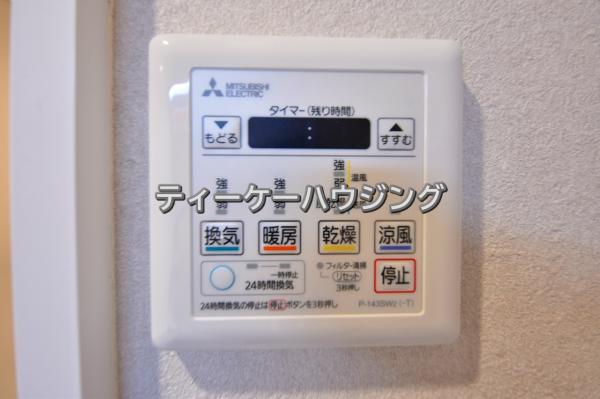 MITSUBISHI
ELECTRIC
タイマー(残り時間)
▼
もどる
:
▲
すすむ
強
弱
強
弱
強
弱
温風
ティーケーハウジング
換気
暖房
乾燥
涼風
一時停止
24時間換気
フィルター清掃
リセット
3秒押し
停止
24時間換気の停止は停止ボタンを3秒押し
P-143SW2(-T)